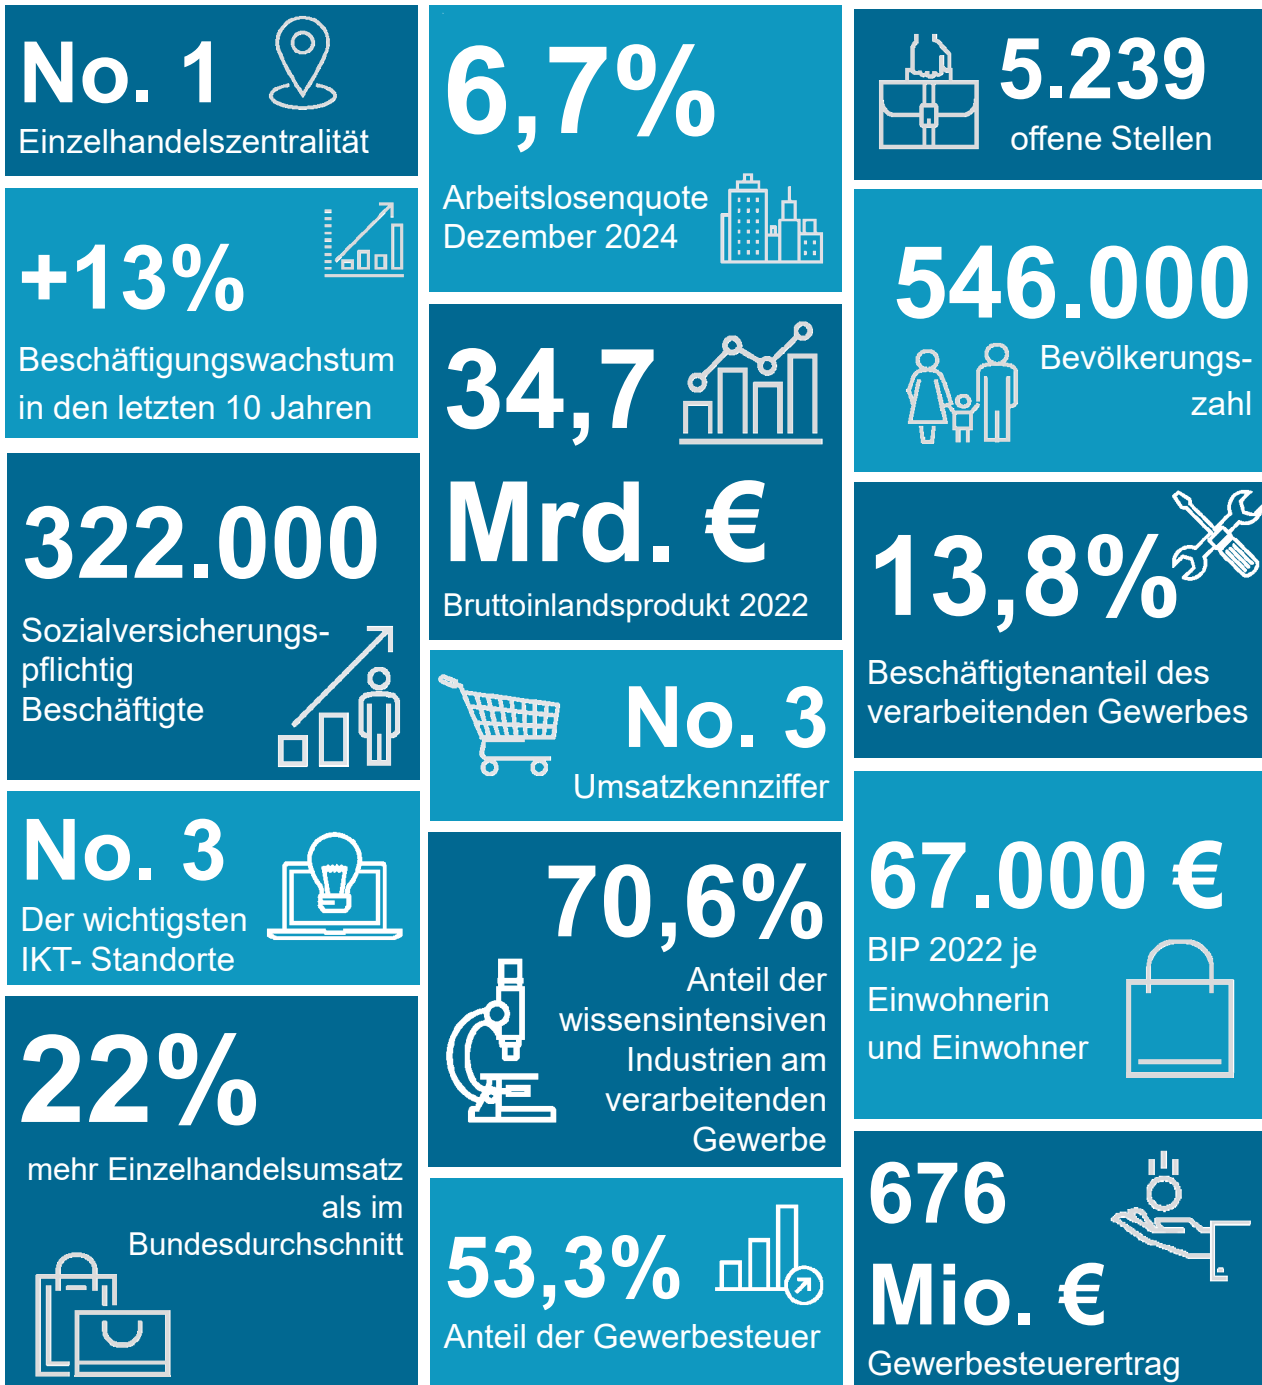 No. 1
Einzelhandelszentralität
+13%
Beschäftigungswachstum
in den letzten 10 Jahren
322.000
Sozialversicherungs-
pflichtig
Beschäftigte
No. 3
Der wichtigsten
IKT- Standorte
22%
mehr Einzelhandelsumsatz
als im
Bundesdurchschnitt
6,7%
Arbeitslosenquote
Dezember 2024
34,7
Mrd. €
Bruttoinlandsprodukt 2022
No. 3
Umsatzkennziffer
70,6%
Anteil der
wissensintensiven
Industrien am
verarbeitenden
Gewerbe
53,3%
Anteil der Gewerbesteuer
5.239
offene Stellen
546.000
Bevölkerungs-
zahl
13,8%
Beschäftigtenanteil des
verarbeitenden Gewerbes
67.000 €
BIP 2022 je
Einwohnerin
und Einwohner
676
Mio. €
Gewerbesteuerertrag